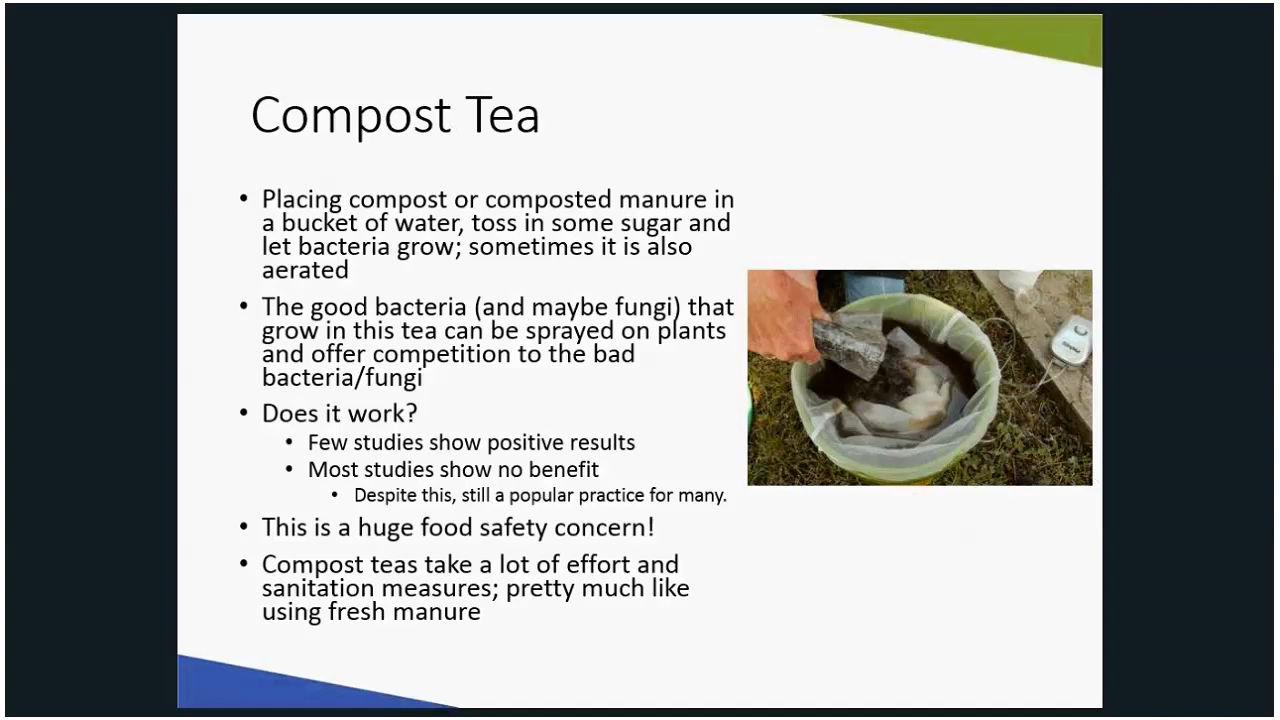 Compost Tea
• Placing compost or composted manure in
a bucket of water, toss in some sugar and
let bacteria grow; sometimes it is also
aerated
• The good bacteria (and maybe fungi) that
grow in this tea can be sprayed on plants
and offer competition to the bad
bacteria/fungi
• Does it work?
• Few studies show positive results
• Most studies show no benefit
• Despite this, still a popular practice for many.
• This is a huge food safety concern!
• Compost teas take a lot of effort and
sanitation measures; pretty much like
using fresh manure